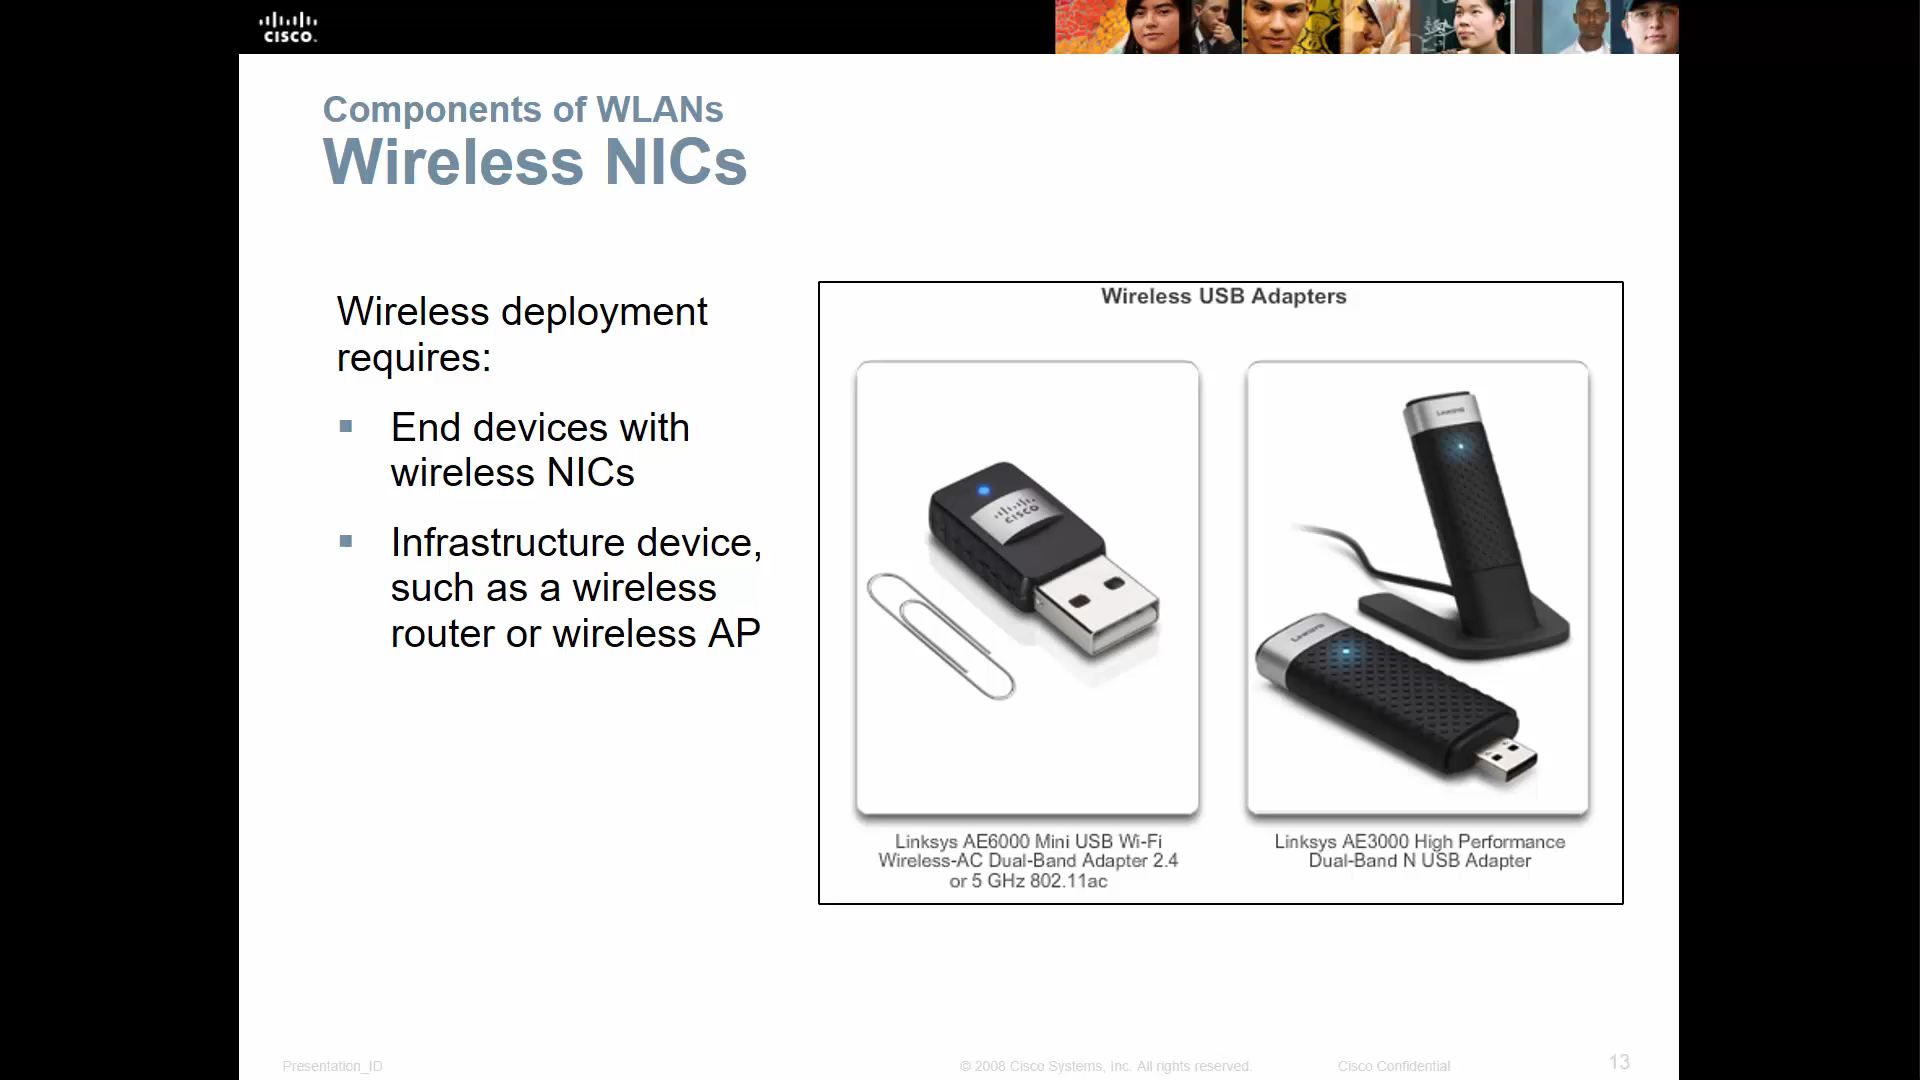 CISCO.
Components of WLANs
Wireless NICs
Wireless deployment
requires:
End devices with
wireless NICs
Infrastructure device,
such as a wireless
router or wireless AP
Wireless USB Adapters
CISCO
Linksys
Linksys
Linksys AE6000 Mini USB Wi-Fi
Wireless-AC Dual-Band Adapter 2.4
or 5 GHz 802.11ac
Linksys AE3000 High Performance
Dual-Band N USB Adapter
Presentation_ID
© 2008 Cisco Systems, Inc. All rights reserved.
Cisco Confidential
13